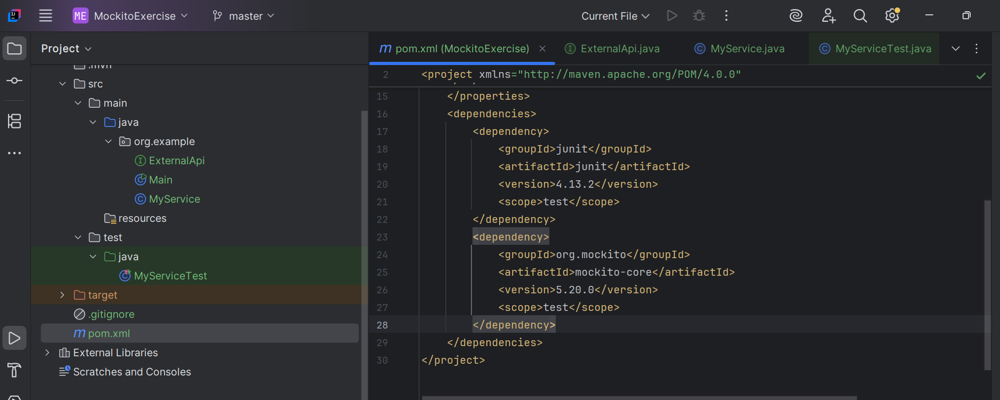 ME MockitoExercise master Current File
Project
.mvn
src
main
java
org.example
ExternalApi
Main
MyService
resources
test
java
MyServiceTest
target
.gitignore
m pom.xml
External Libraries
Scratches and Consoles
m pom.xml (MockitoExercise) ExternalApi.java MyService.java MyServiceTest.java
2 <project xmlns="http://maven.apache.org/POM/4.0.0"
15 </properties>
16 <dependencies>
17 <dependency>
18 <groupId>junit</groupId>
19 <artifactId>junit</artifactId>
20 <version>4.13.2</version>
21 <scope>test</scope>
22 </dependency>
23 <dependency>
24 <groupId>org.mockito</groupId>
25 <artifactId>mockito-core</artifactId>
26 <version>5.20.0</version>
27 <scope>test</scope>
28 </dependency>
29 </dependencies>
30 </project>